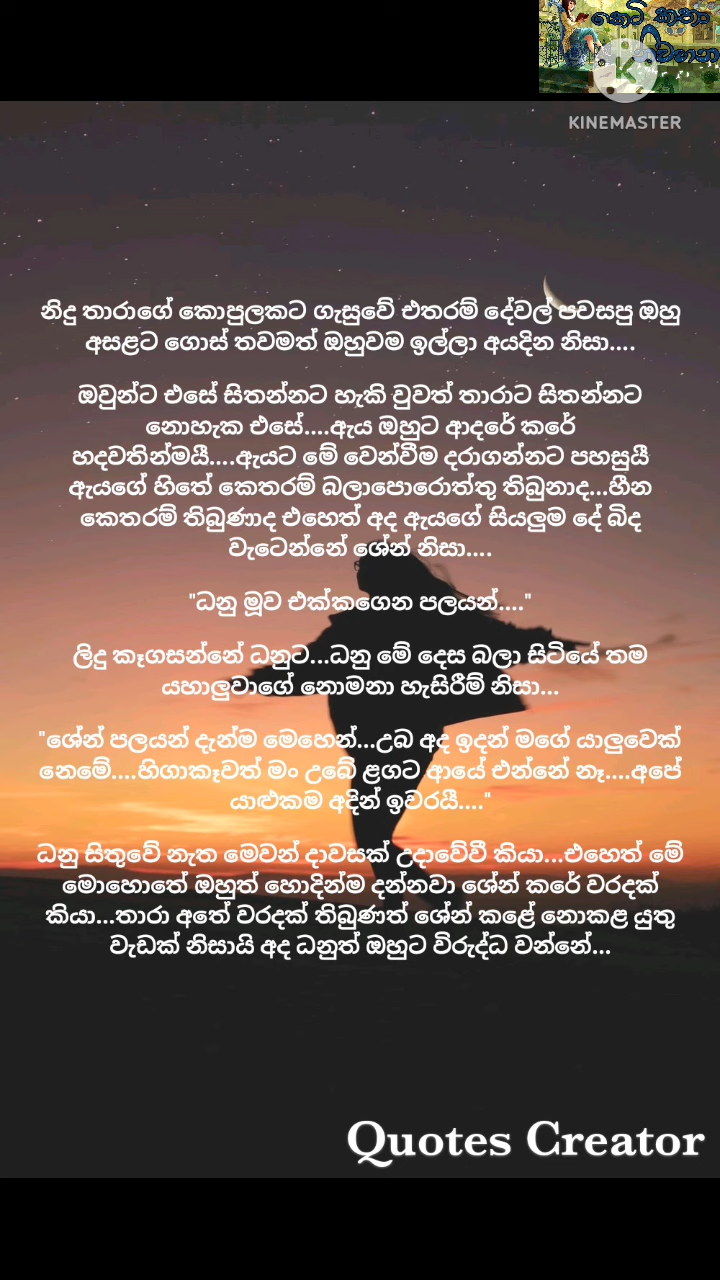 කෙටි කතා
KINEMASTER
නිදු තාරාගේ කොපුලකට ගැසුවේ එතරම් දේවල් පවසපු ඔහු
අසළට ගොස් තවමත් ඔහුවම ඉල්ලා අයදින නිසා....
ඔවුන්ට එසේ සිතන්නට හැකි වුවත් තාරාට සිතන්නට
නොහැක එසේ....ඇය ඔහුට ආදරේ කරේ
හදවතින්මයී....ඇයට මේ වෙන්වීම දරාගන්නට පහසුයී
ඇයගේ හිතේ කෙතරම් බලාපොරොත්තු තිබුනාද...හීන
කෙතරම් තිබුණාද එහෙත් අද ඇයගේ සියලුම දේ බිද
වැටෙන්නේ ශේන් නිසා....
"ධනු මූව එක්කගෙන පලයන්...."
ලිදු කෑගසන්නේ ධනුට...ධනු මේ දෙස බලා සිටියේ තම
යහාලුවාගේ නොමනා හැසිරීම් නිසා...
"ශේන් පලයන් දැන්ම මෙහෙන්...උබ අද ඉදන් මගේ යාලුවෙක්
නෙමේ....හිගාකෑවත් මං උබේ ළගට ආයේ එන්නේ නෑ....අපේ
යාළුකම අදින් ඉවරයී...."
ධනු සිතුවේ නැත මෙවන් දාවසක් උදාවේවී කියා...එහෙත් මේ
මොහොතේ ඔහුත් හොදින්ම දන්නවා ශේන් කරේ වරදක්
කියා...තාරා අතේ වරදක් තිබුණත් ශේන් කළේ නොකළ යුතු
වැඩක් නිසායි අද ධනුත් ඔහුට විරුද්ධ වන්නේ...
Quotes Creator